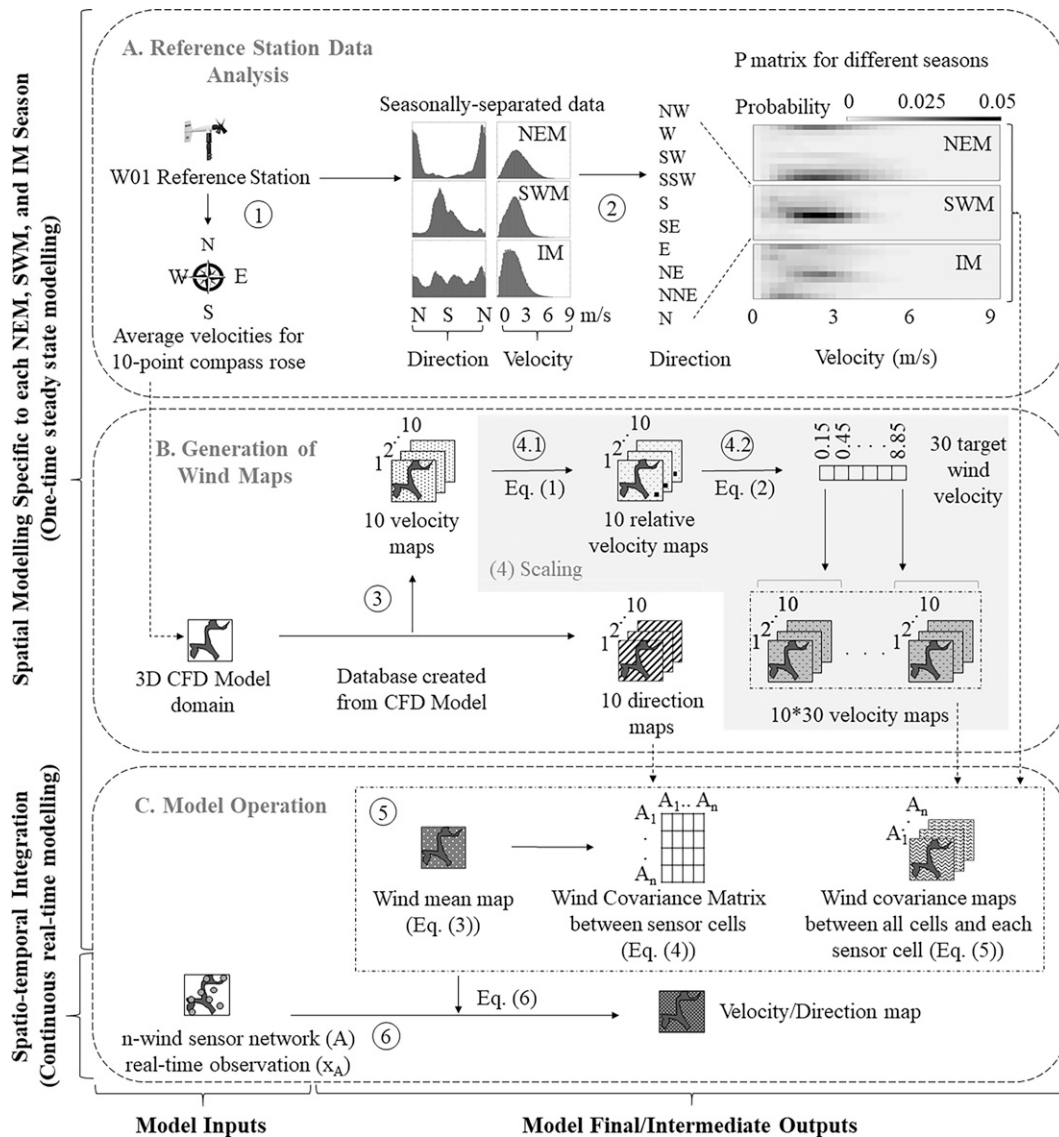 Spatial Modelling Specific to each NEM, SWM, and IM Season
(One-time steady state modelling)
A. Reference Station Data
Analysis
W01 Reference Station
1
N
W E
S
Average velocities for
10-point compass rose
Seasonally-separated data
NEM
SWM
IM
N S N 0 3 6 9 m/s
Direction Velocity
2
NW
W
SW
SSW
S
SE
E
NE
NNE
N
Direction
P matrix for different seasons
Probability 0 0.025 0.05
NEM
SWM
IM
0 3 6 9
Velocity (m/s)
B. Generation of
Wind Maps
1 2 10
10 velocity
maps
4.1
Eq. (1)
1 2 10
10 relative
velocity maps
4.2
Eq. (2)
0.15 0.45 . . . 8.85
30 target
wind
velocity
(4) Scaling
3
3D CFD Model
domain
Database created
from CFD Model
1 2 10
10 direction
maps
1 2 10 . . . . 1 2 10
10*30 velocity maps
Spatio-temporal Integration
(Continuous real-time modelling)
C. Model Operation
5
Wind mean map
(Eq. (3))
A1 . . An
A1
.
.
An
Wind Covariance Matrix
between sensor cells
(Eq. (4))
An
A1
Wind covariance maps
between all cells and each
sensor cell (Eq. (5))
Eq. (6)
6
n-wind sensor network (A)
real-time observation (xA)
Velocity/Direction map
Model Inputs
Model Final/Intermediate Outputs